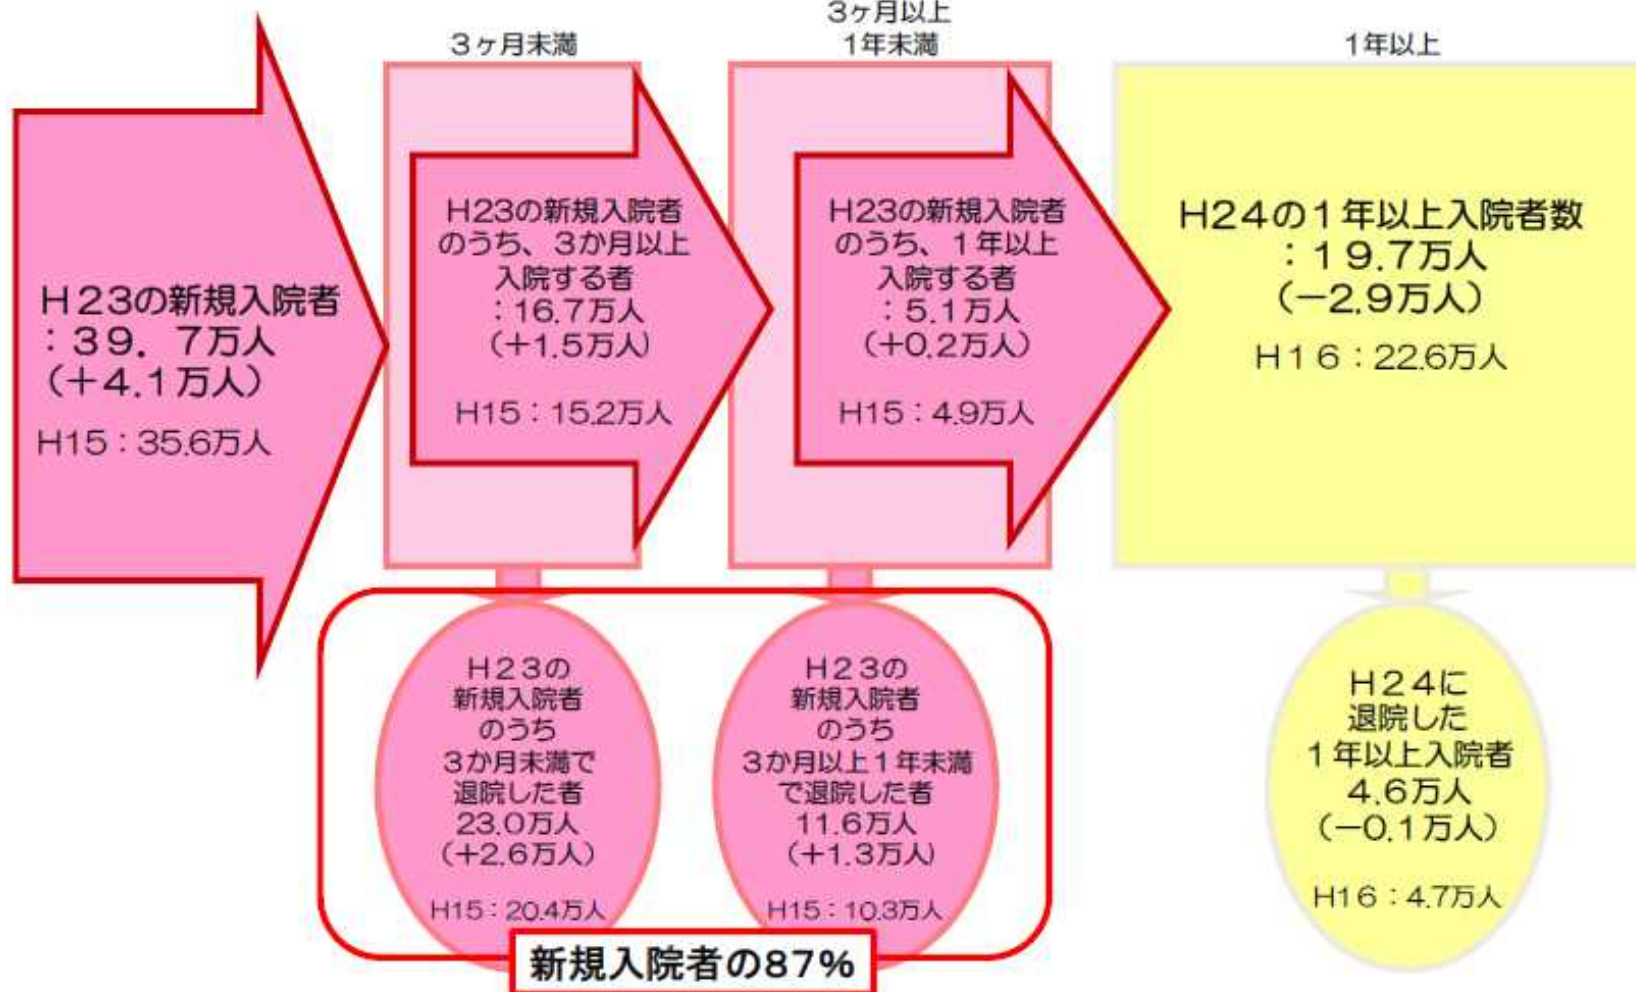 3ヶ月未満
3ヶ月以上
1年未満
1年以上
H23の新規入院者
：39．7万人
（＋4.1万人）
H15：35.6万人
H23の新規入院者
のうち、3か月以上
入院する者
：16.7万人
（＋1.5万人）
H15：15.2万人
H23の新規入院者
のうち、1年以上
入院する者
：5.1万人
（＋0.2万人）
H15：4.9万人
H24の1年以上入院者数
：19.7万人
（－2.9万人）
H16：22.6万人
H23の
新規入院者
のうち
3か月未満で
退院した者
23.0万人
（＋2.6万人）
H15：20.4万人
H23の
新規入院者
のうち
3か月以上1年未満
で退院した者
11.6万人
（＋1.3万人）
H15：10.3万人
H24に
退院した
1年以上入院者
4.6万人
（－0.1万人）
H16：4.7万人
新規入院者の87%